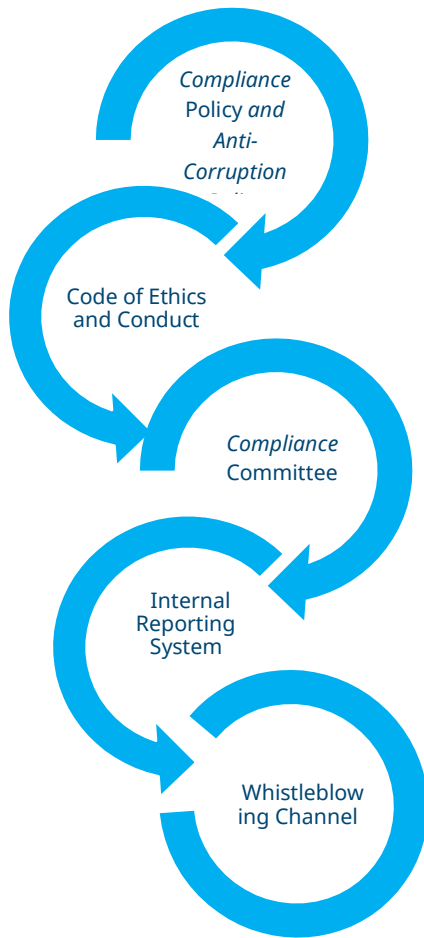 Compliance
Policy and
Anti-
Corruption
Code of Ethics
and Conduct
Compliance
Committee
Internal
Reporting
System
Whistleblow
ing Channel